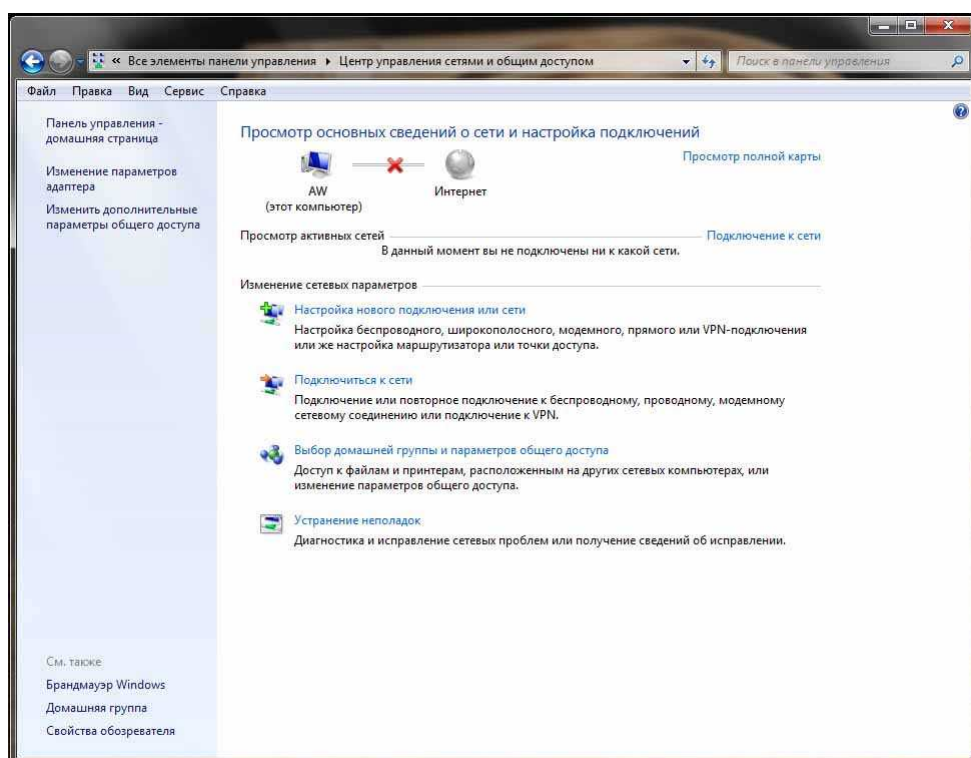 « Все элементы панели управления ▸ Центр управления сетями и общим доступом
Поиск в панели управления
Файл Правка Вид Сервис Справка
Панель управления -
домашняя страница
Изменение параметров
адаптера
Изменить дополнительные
параметры общего доступа
См. также
Брандмауэр Windows
Домашняя группа
Свойства обозревателя
Просмотр основных сведений о сети и настройка подключений
Просмотр полной карты
AW
(этот компьютер)
Интернет
Просмотр активных сетей
Подключение к сети
В данный момент вы не подключены ни к какой сети.
Изменение сетевых параметров
Настройка нового подключения или сети
Настройка беспроводного, широкополосного, модемного, прямого или VPN-подключения
или же настройка маршрутизатора или точки доступа.
Подключиться к сети
Подключение или повторное подключение к беспроводному, проводному, модемному
сетевому соединению или подключение к VPN.
Выбор домашней группы и параметров общего доступа
Доступ к файлам и принтерам, расположенным на других сетевых компьютерах, или
изменение параметров общего доступа.
Устранение неполадок
Диагностика и исправление сетевых проблем или получение сведений об исправлении.